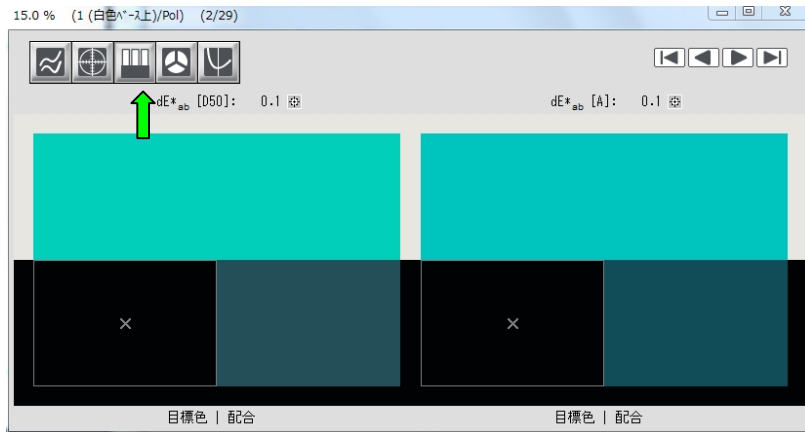 15.0 % (1 (白色ﾍﾞｰｽ上)/Pol) (2/29)
dE*ab [D50]: 0.1
dE*ab [A]: 0.1
目標色 | 配合
目標色 | 配合